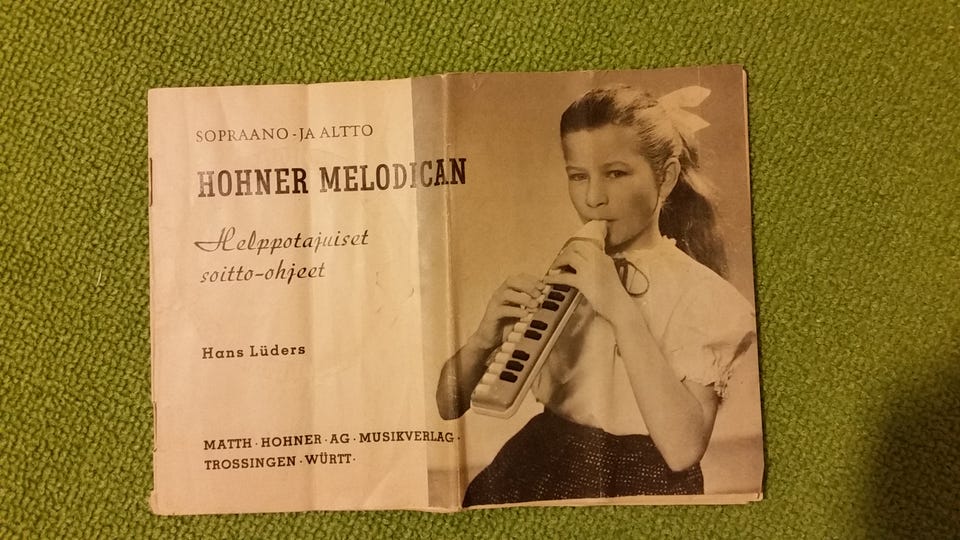 SOPRAANO-JA ALTTO
HOHNER MELODICAN
Helppotajuiset
soitto-ohjeet
Hans Lüders
MATTH·HOHNER·AG·MUSIKVERLAG·
TROSSINGEN·WÜRTT·